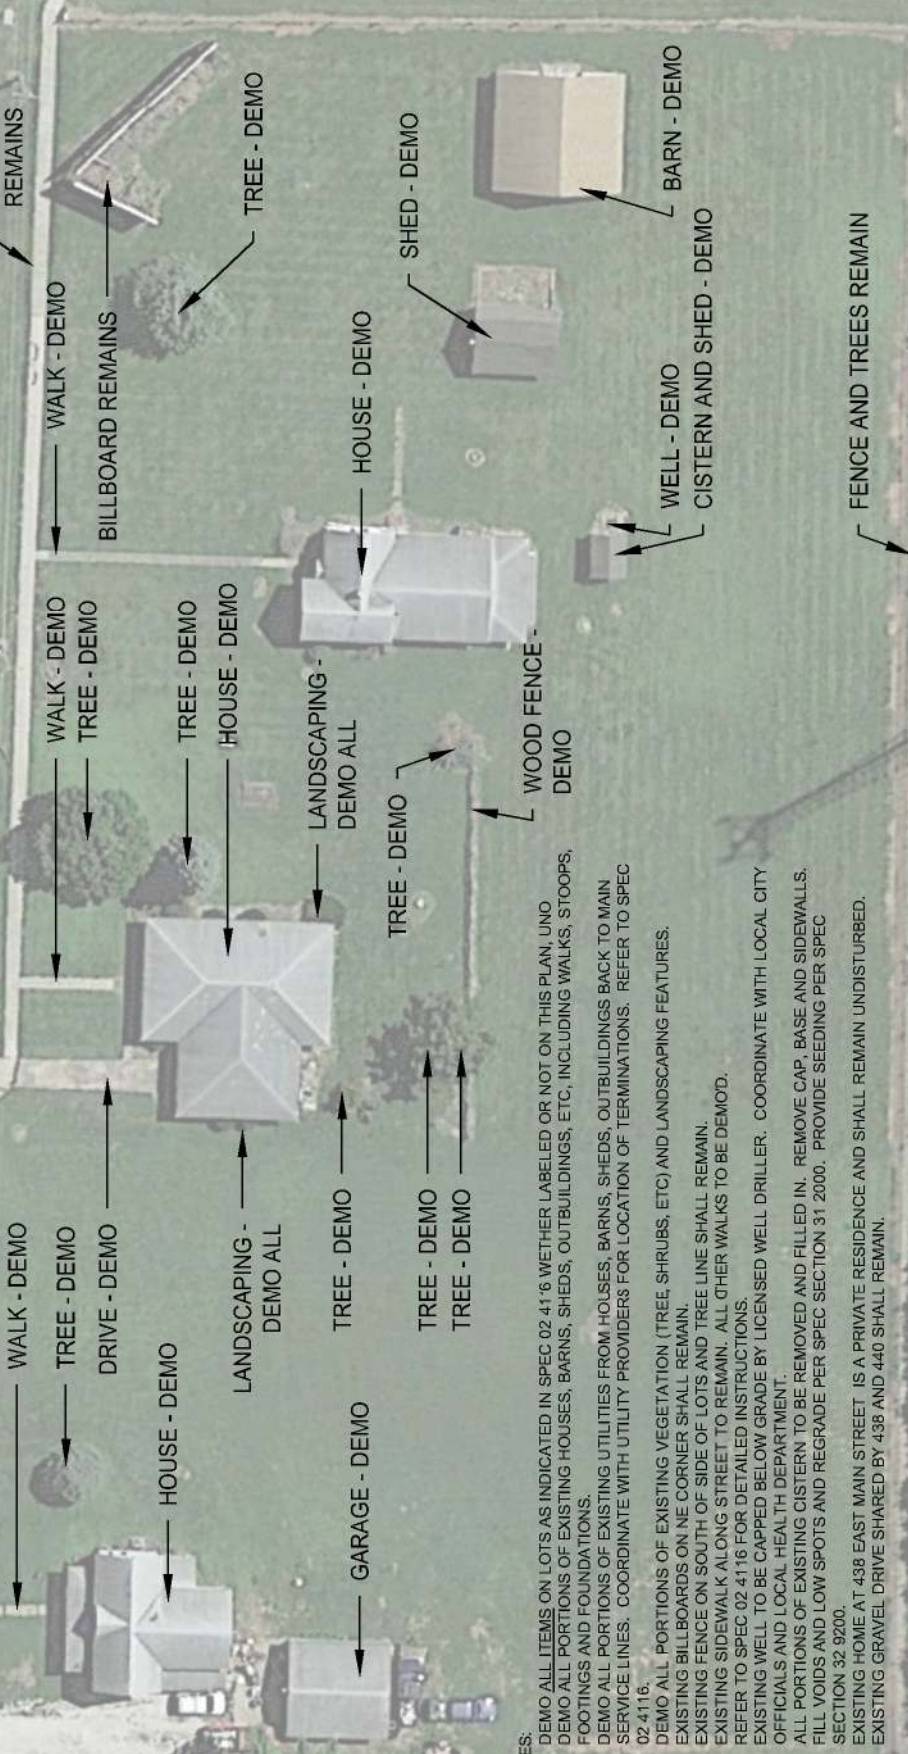 REMAINS
WALK - DEMO
BILLBOARD REMAINS
TREE - DEMO
SHED - DEMO
BARN - DEMO
HOUSE - DEMO
WELL - DEMO
CISTERN AND SHED - DEMO
FENCE AND TREES REMAIN
WALK - DEMO
TREE - DEMO
TREE - DEMO
HOUSE - DEMO
LANDSCAPING -
DEMO ALL
TREE - DEMO
WOOD FENCE -
DEMO
WALK - DEMO
TREE - DEMO
DRIVE - DEMO
HOUSE - DEMO
LANDSCAPING -
DEMO ALL
TREE - DEMO
TREE - DEMO
TREE - DEMO
GARAGE - DEMO
ES:
DEMO ALL ITEMS ON LOTS AS INDICATED IN SPEC 02 41'6 WETHER LABELED OR NOT ON THIS PLAN, UNO
DEMO ALL PORTIONS OF EXISTING HOUSES, BARNS, SHEDS, OUTBUILDINGS, ETC, INCLUDING WALKS, STOOPS,
FOOTINGS AND FOUNDATIONS.
DEMO ALL PORTIONS OF EXISTING UTILITIES FROM HOUSES, BARNS, SHEDS, OUTBUILDINGS BACK TO MAIN
SERVICE LINES. COORDINATE WITH UTILITY PROVIDERS FOR LOCATION OF TERMINATIONS. REFER TO SPEC
02 4116.
DEMO ALL PORTIONS OF EXISTING VEGETATION (TREE, SHRUBS, ETC) AND LANDSCAPING FEATURES.
EXISTING BILLBOARDS ON NE CORNER SHALL REMAIN.
EXISTING FENCE ON SOUTH OF SIDE OF LOTS AND TREE LINE SHALL REMAIN.
EXISTING SIDEWALK ALONG STREET TO REMAIN. ALL OTHER WALKS TO BE DEMO'D.
REFER TO SPEC 02 4116 FOR DETAILED INSTRUCTIONS.
EXISTING WELL TO BE CAPPED BELOW GRADE BY LICENSED WELL DRILLER. COORDINATE WITH LOCAL CITY
OFFICIALS AND LOCAL HEALTH DEPARTMENT.
ALL PORTIONS OF EXISTING CISTERN TO BE REMOVED AND FILLED IN. REMOVE CAP, BASE AND SIDEWALLS.
FILL VOIDS AND LOW SPOTS AND REGRADE PER SPEC SECTION 31 2000. PROVIDE SEEDING PER SPEC
SECTION 32 9200.
EXISTING HOME AT 438 EAST MAIN STREET IS A PRIVATE RESIDENCE AND SHALL REMAIN UNDISTURBED.
EXISTING GRAVEL DRIVE SHARED BY 438 AND 440 SHALL REMAIN.